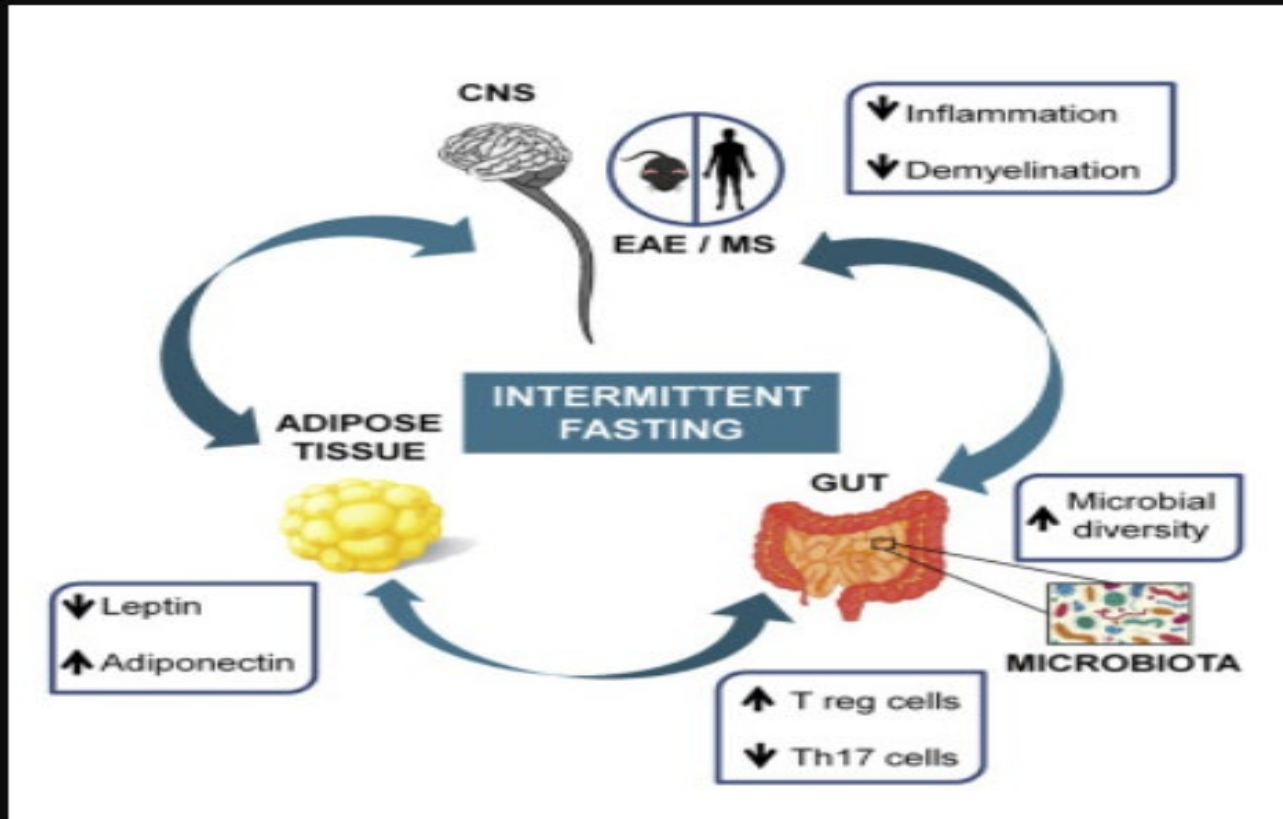 CNS
EAE / MS
↓ Inflammation
↓ Demyelination
INTERMITTENT
FASTING
ADIPOSE
TISSUE
↓ Leptin
↑ Adiponectin
GUT
↑ Microbial
diversity
MICROBIOTA
↑ T reg cells
↓ Th17 cells